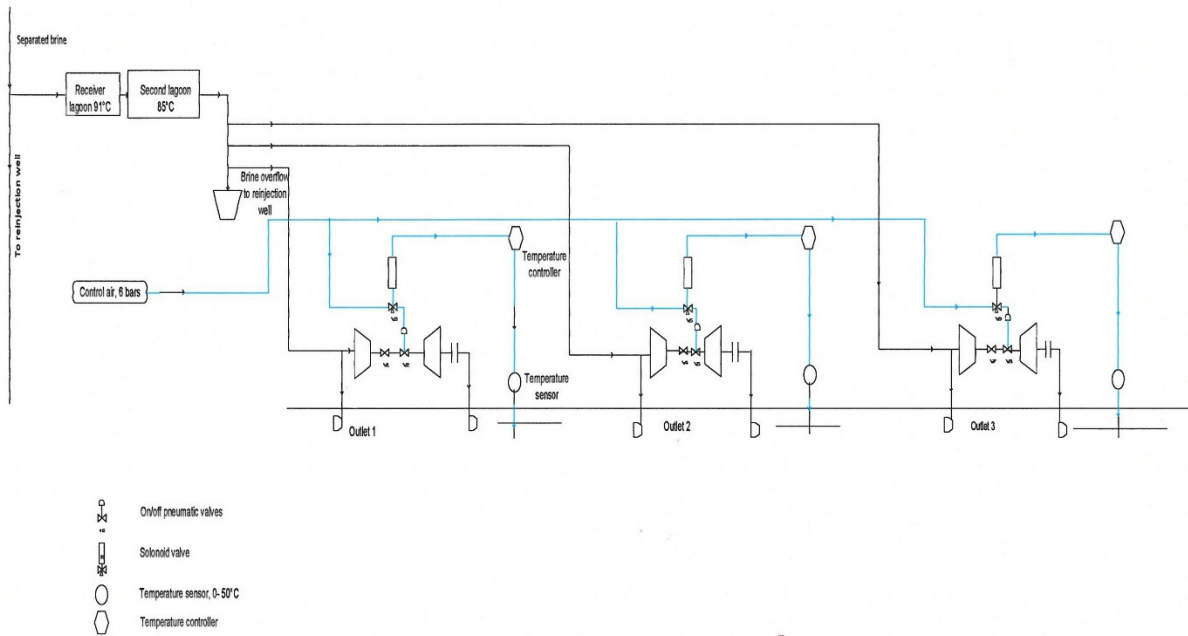 Separated brine
Receiver
lagoon 91°C
Second lagoon
85°C
To reinjection well
Brine overflow
to reinjection
well
Temperature
controller
Control air, 6 bars
Temperature
sensor
Outlet 1
Outlet 2
Outlet 3
On/off pneumatic valves
Solonoid valve
Temperature sensor, 0- 50°C
Temperature controller